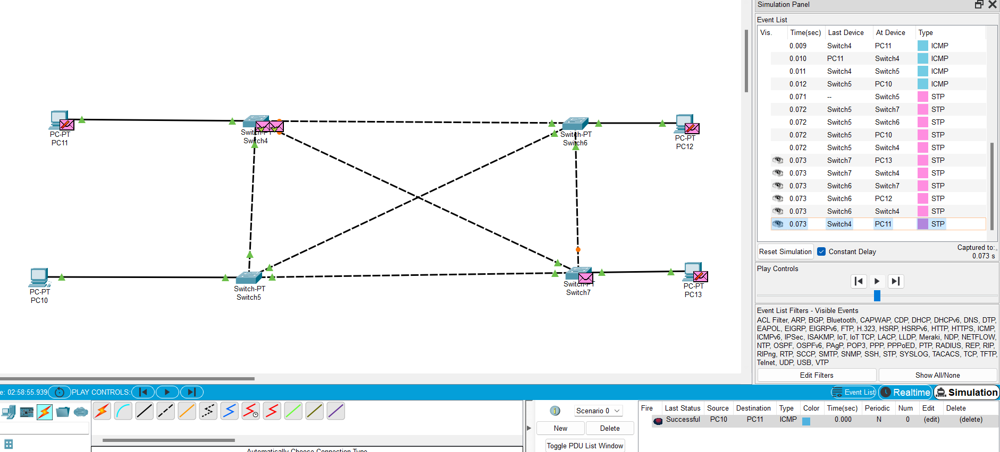 Simulation Panel
Event List
Vis. Time(sec) Last Device At Device Type
0.009 Switch4 PC11 ICMP
0.010 PC11 Switch4 ICMP
0.011 Switch4 Switch5 ICMP
0.012 Switch5 PC10 ICMP
0.071 -- Switch5 STP
0.072 Switch5 Switch7 STP
0.072 Switch5 Switch6 STP
0.072 Switch5 PC10 STP
0.072 Switch5 Switch4 STP
0.073 Switch7 PC13 STP
0.073 Switch7 Switch4 STP
0.073 Switch6 Switch7 STP
0.073 Switch6 PC12 STP
0.073 Switch6 Switch4 STP
0.073 Switch4 PC11 STP
Reset Simulation Constant Delay Captured to:
0.073 s
Play Controls
Event List Filters - Visible Events
ACL Filter, ARP, BGP, Bluetooth, CAPWAP, CDP, DHCP, DHCPv6, DNS, DTP,
EAPOL, EIGRP, EIGRPv6, FTP, H.323, HSRP, HSRPv6, HTTP, HTTPS, ICMP,
ICMPv6, IPSec, ISAKMP, IoT, IoT TCP, LACP, LLDP, Meraki, NDP, NETFLOW,
NTP, OSPF, OSPFv6, PAgP, POP3, PPP, PPPoED, PTP, RADIUS, REP, RIP,
RIPng, RTP, SCCP, SMTP, SNMP, SSH, STP, SYSLOG, TACACS, TCP, TFTP,
Telnet, UDP, USB, VTP
Edit Filters Show All/None
PC-PT
PC11
Switch-PT
Switch4
Switch-PT
Switch6
PC-PT
PC12
PC-PT
PC10
Switch-PT
Switch5
Switch-PT
Switch7
PC-PT
PC13
e: 02:58:55.939 PLAY CONTROLS: Event List Realtime Simulation
Automatically Choose Connection Type
Scenario 0
New Delete
Toggle PDU List Window
Fire Last Status Source Destination Type Color Time(sec) Periodic Num Edit Delete
Successful PC10 PC11 ICMP 0.000 N 0 (edit) (delete)